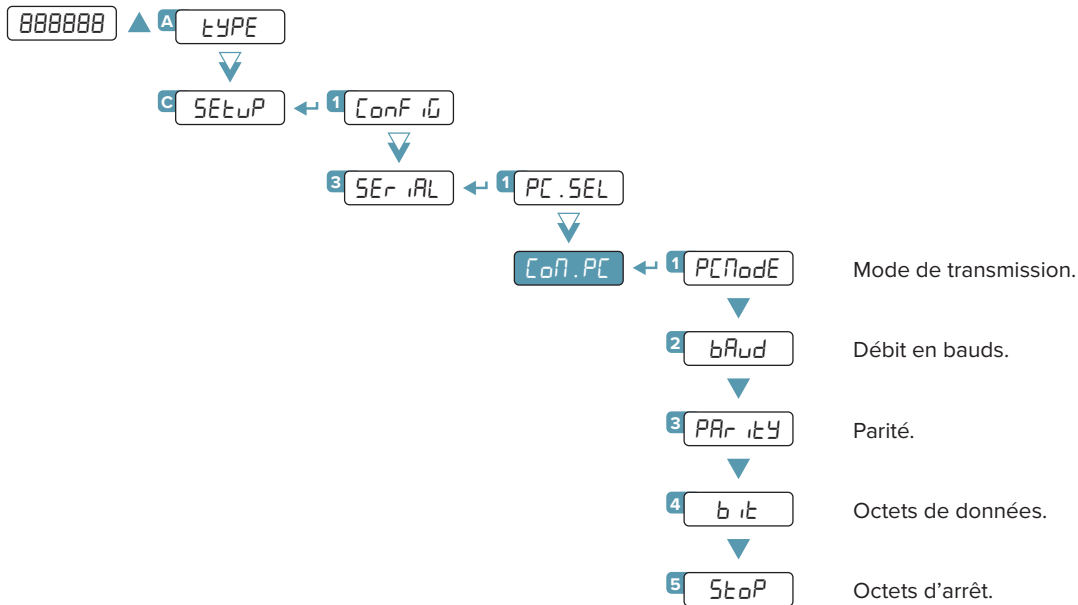 888888 A tYPE
C SEtuP 1 ConFiG
3 SEriAL 1 PC.SEL
CoM.PC 1 PCModE Mode de transmission.
2 bAud Débit en bauds.
3 PAritY Parité.
4 bit Octets de données.
5 StoP Octets d'arrêt.